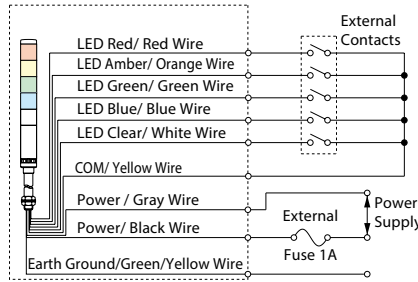 External
Contacts
LED Red/ Red Wire
LED Amber/ Orange Wire
LED Green/ Green Wire
LED Blue/ Blue Wire
LED Clear/ White Wire
COM/ Yellow Wire
Power / Gray Wire
Power/ Black Wire
External
Fuse 1A
Power
Supply
Earth Ground/Green/Yellow Wire